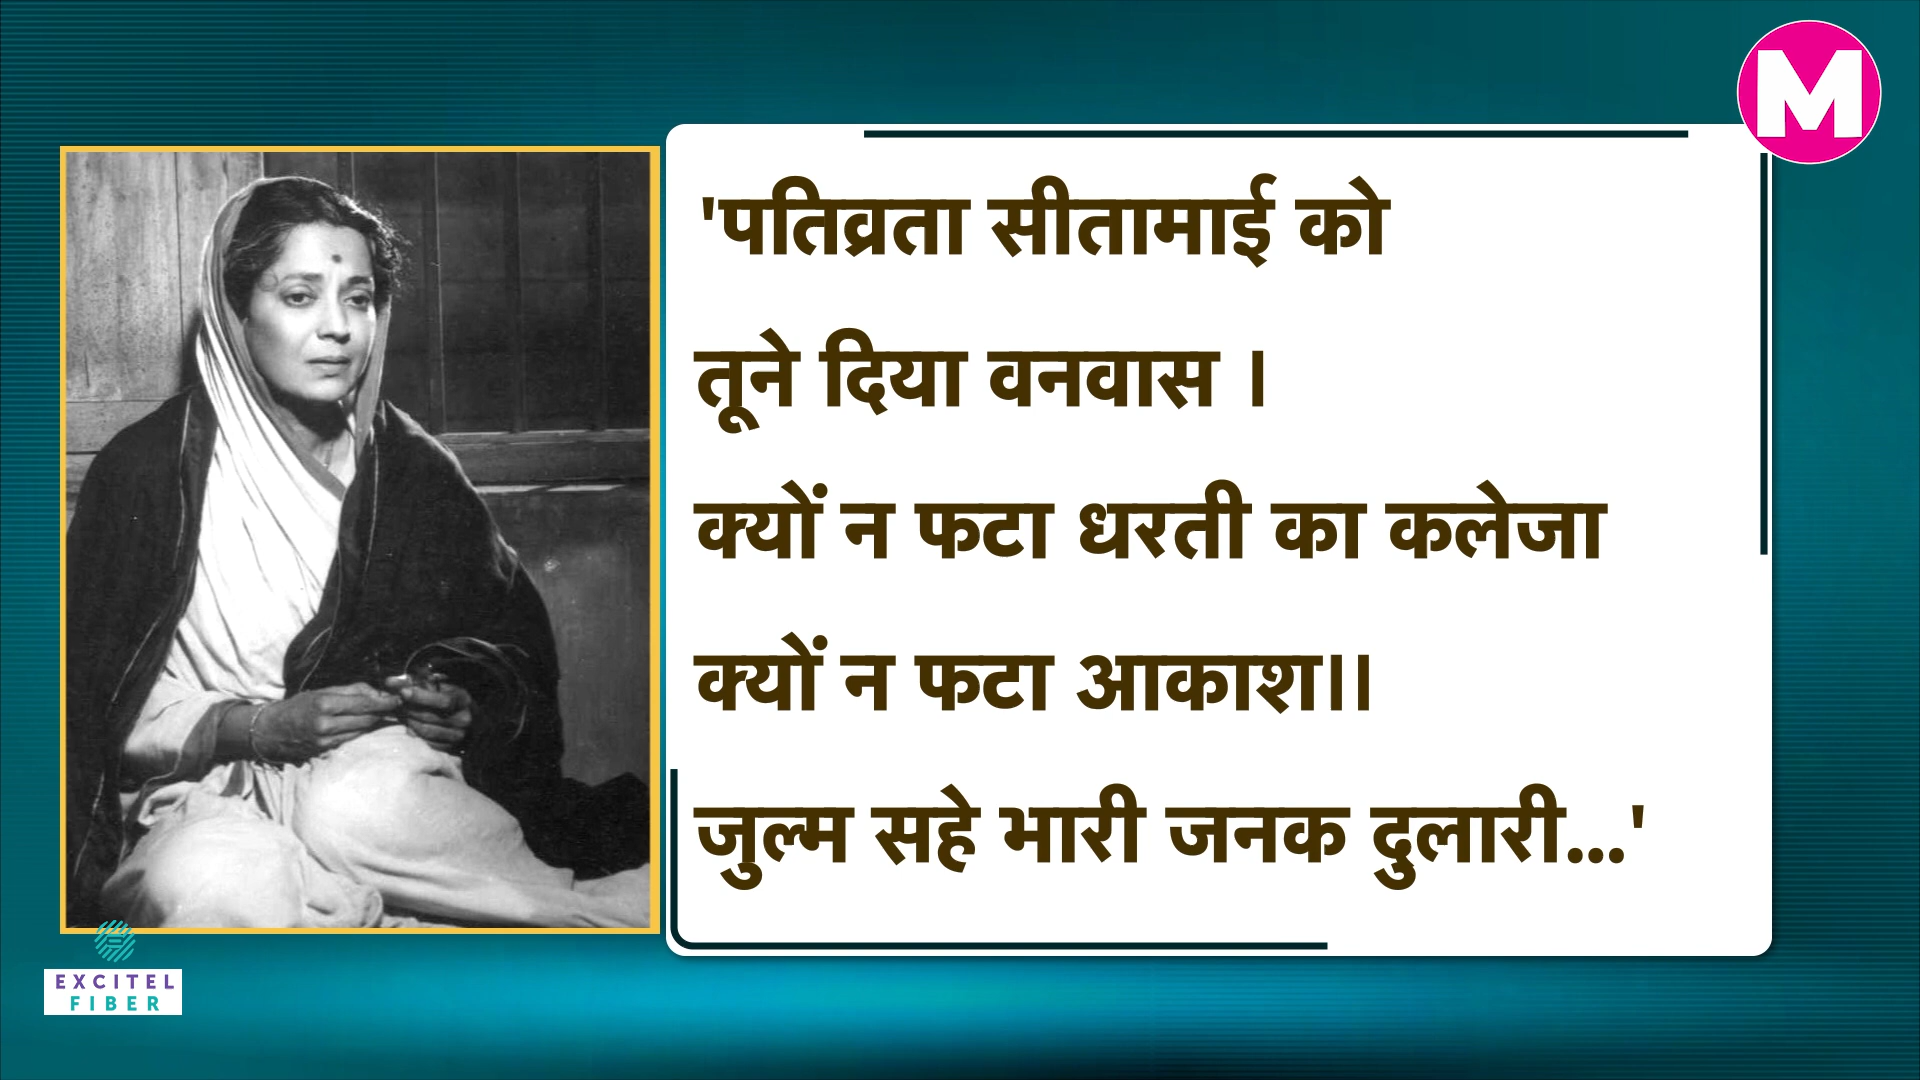 M
'पतिव्रता सीतामाई को
तूने दिया वनवास ।
क्यों न फटा धरती का कलेजा
क्यों न फटा आकाश।।
जुल्म सहे भारी जनक दुलारी...'
EXCITEL
FIBER